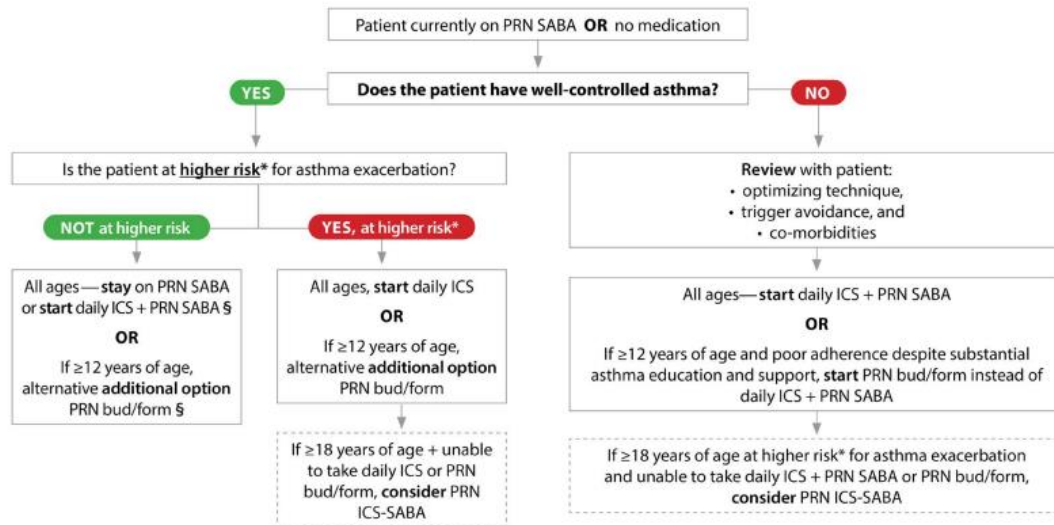 Patient currently on PRN SABA OR no medication
Does the patient have well-controlled asthma?
YES
NO
Is the patient at higher risk* for asthma exacerbation?
NOT at higher risk
YES, at higher risk*
All ages—stay on PRN SABA
or start daily ICS + PRN SABA §
OR
If ≥12 years of age,
alternative additional option
PRN bud/form §
All ages, start daily ICS
OR
If ≥12 years of age,
alternative additional option
PRN bud/form
If ≥18 years of age + unable
to take daily ICS or PRN
bud/form, consider PRN
ICS-SABA
Review with patient:
• optimizing technique,
• trigger avoidance, and
• co-morbidities
All ages—start daily ICS + PRN SABA
OR
If ≥12 years of age and poor adherence despite substantial
asthma education and support, start PRN bud/form instead of
daily ICS + PRN SABA
If ≥18 years of age at higher risk* for asthma exacerbation
and unable to take daily ICS + PRN SABA or PRN bud/form,
consider PRN ICS-SABA